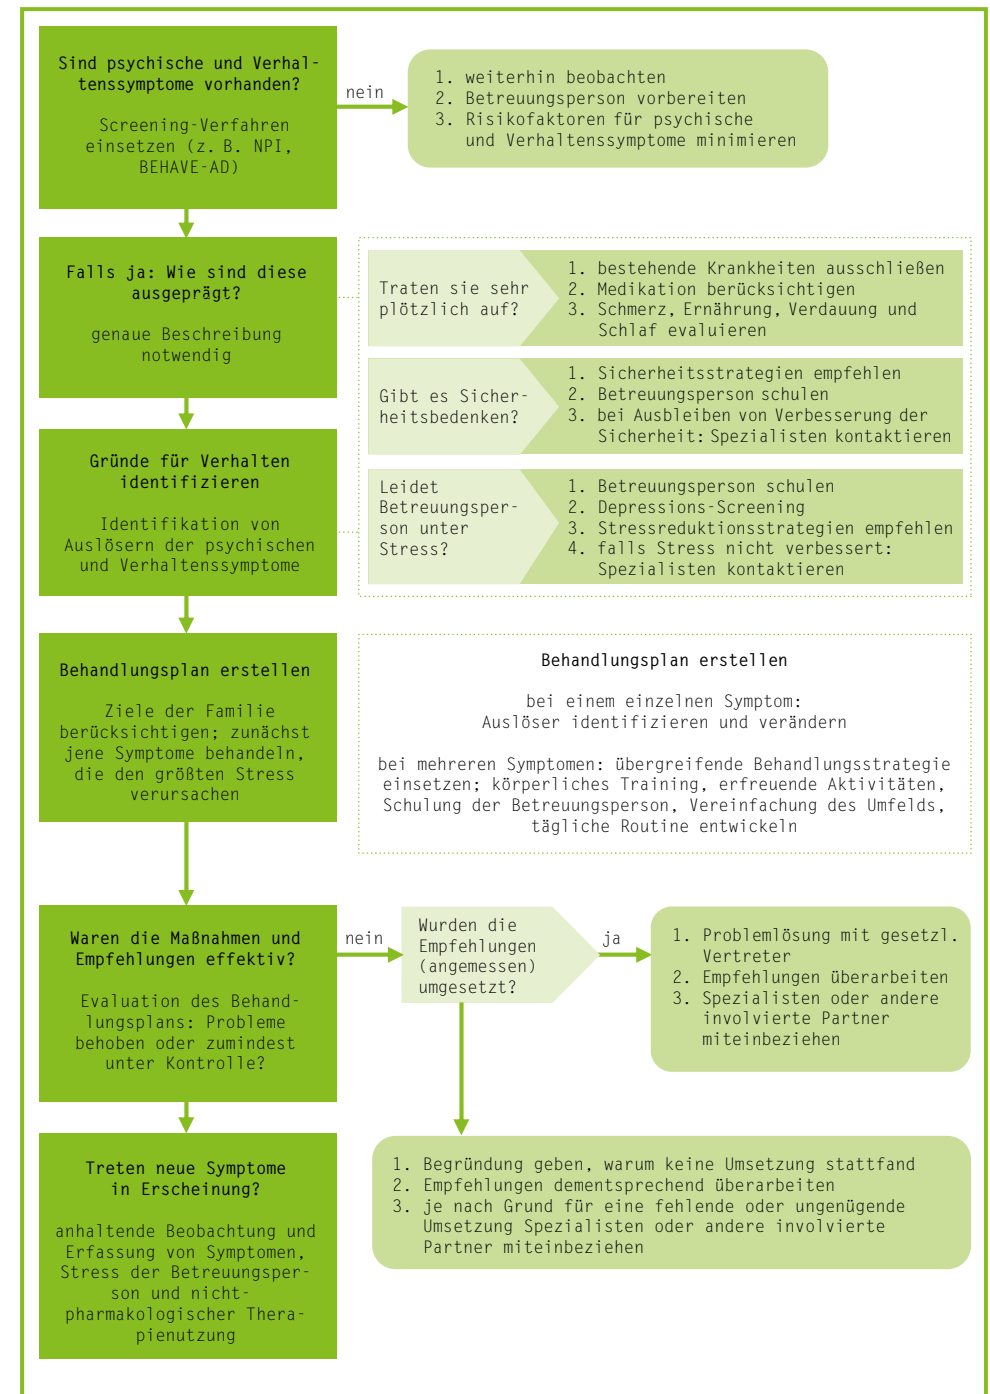 Sind psychische und Verhal-
tenssymptome vorhanden?
Screening-Verfahren
einsetzen (z. B. NPI,
BEHAVE-AD)
nein
1. weiterhin beobachten
2. Betreuungsperson vorbereiten
3. Risikofaktoren für psychische
und Verhaltenssymptome minimieren
Falls ja: Wie sind diese
ausgeprägt?
genaue Beschreibung
notwendig
Traten sie sehr
plötzlich auf?
1. bestehende Krankheiten ausschließen
2. Medikation berücksichtigen
3. Schmerz, Ernährung, Verdauung und
Schlaf evaluieren
Gibt es Sicher-
heitsbedenken?
1. Sicherheitsstrategien empfehlen
2. Betreuungsperson schulen
3. bei Ausbleiben von Verbesserung der
Sicherheit: Spezialisten kontaktieren
Gründe für Verhalten
identifizieren
Identifikation von
Auslösern der psychischen
und Verhaltenssymptome
Leidet
Betreuungsper-
son unter
Stress?
1. Betreuungsperson schulen
2. Depressions-Screening
3. Stressreduktionsstrategien empfehlen
4. falls Stress nicht verbessert:
Spezialisten kontaktieren
Behandlungsplan erstellen
Ziele der Familie
berücksichtigen; zunächst
jene Symptome behandeln,
die den größten Stress
verursachen
Behandlungsplan erstellen
bei einem einzelnen Symptom:
Auslöser identifizieren und verändern
bei mehreren Symptomen: übergreifende Behandlungsstrategie
einsetzen; körperliches Training, erfreuende Aktivitäten,
Schulung der Betreuungsperson, Vereinfachung des Umfelds,
tägliche Routine entwickeln
Waren die Maßnahmen und
Empfehlungen effektiv?
Evaluation des Behand-
lungsplans: Probleme
behoben oder zumindest
unter Kontrolle?
nein
Wurden die
Empfehlungen
(angemessen)
umgesetzt?
ja
1. Problemlösung mit gesetzl.
Vertreter
2. Empfehlungen überarbeiten
3. Spezialisten oder andere
involvierte Partner
miteinbeziehen
Treten neue Symptome
in Erscheinung?
anhaltende Beobachtung und
Erfassung von Symptomen,
Stress der Betreuungsper-
son und nicht-
pharmakologischer Thera-
pienutzung
1. Begründung geben, warum keine Umsetzung stattfand
2. Empfehlungen dementsprechend überarbeiten
3. je nach Grund für eine fehlende oder ungenügende
Umsetzung Spezialisten oder andere involvierte
Partner miteinbeziehen